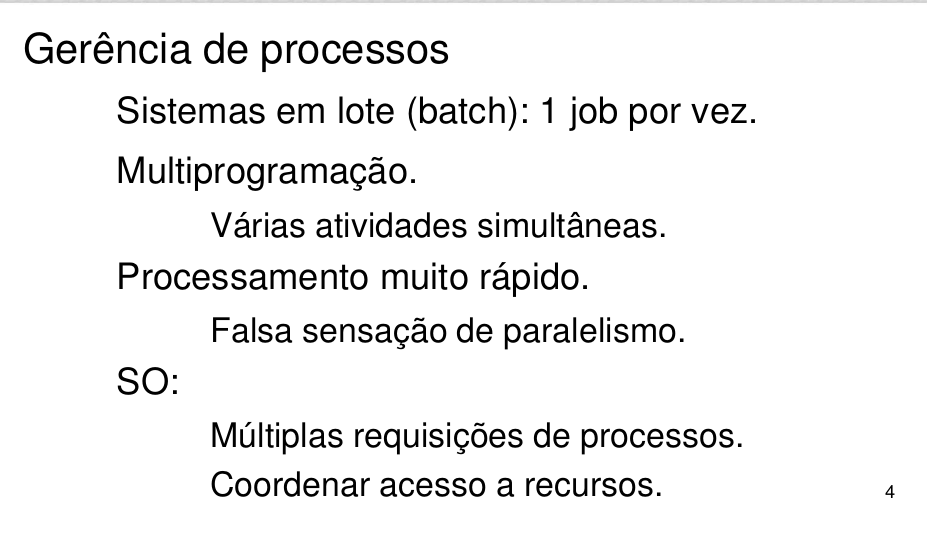 Gerência de processos
Sistemas em lote (batch): 1 job por vez.
Multiprogramação.
Várias atividades simultâneas.
Processamento muito rápido.
Falsa sensação de paralelismo.
SO:
Múltiplas requisições de processos.
Coordenar acesso a recursos.
4